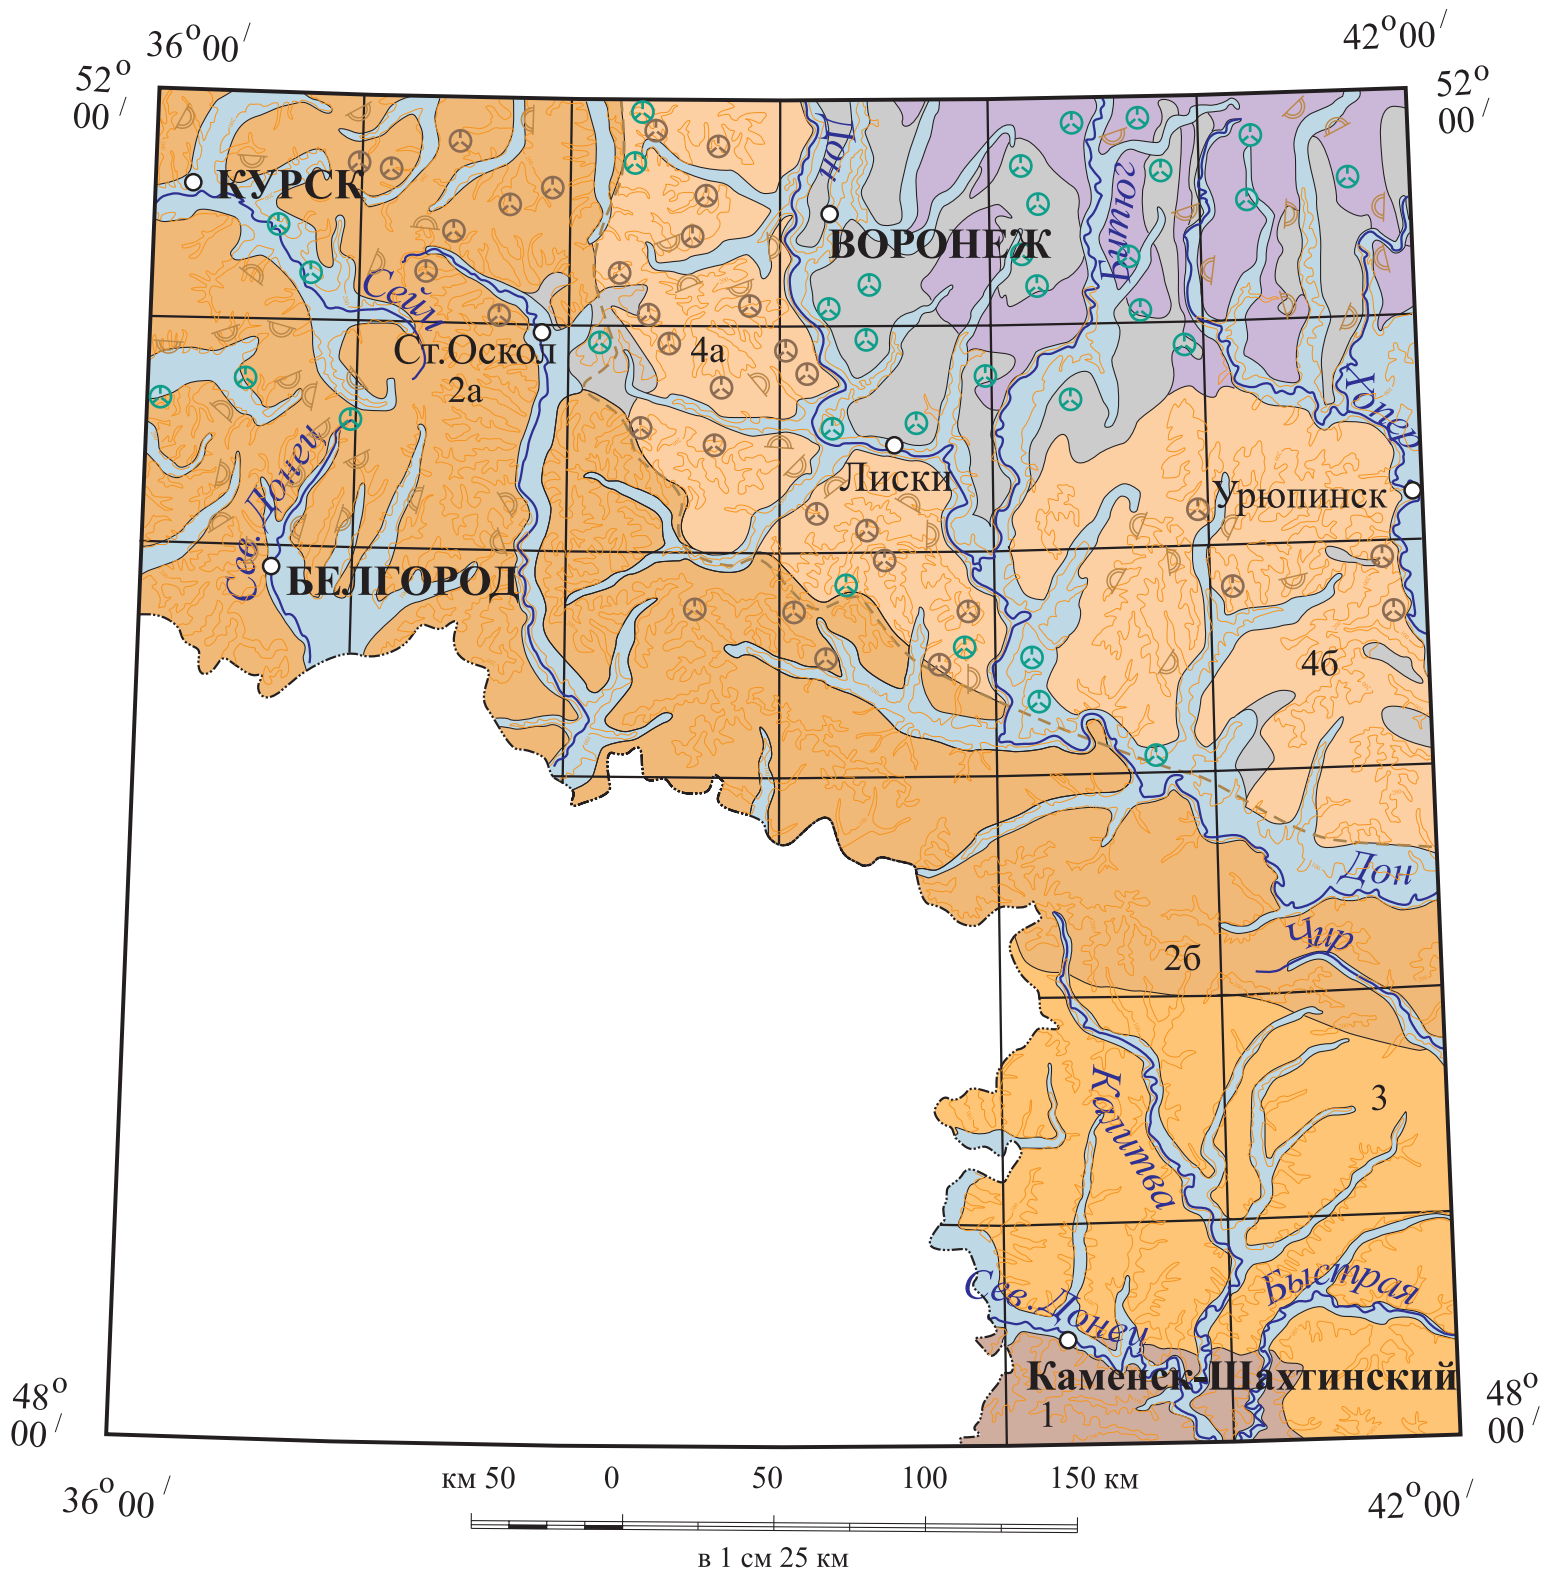 36°00′
42°00′
52°
00′
52°
00′
КУРСК
Дон
ВОРОНЕЖ
Битюг
Сейм
Ст.Оскол
2а
4а
Хопер
Сев. Донец
Лиски
Урюпинск
БЕЛГОРОД
4б
Дон
Чир
2б
Калитва
3
Сев.Донец
Быстрая
Каменск-Шахтинский
1
48°
00′
48°
00′
36°00′
42°00′
км 50 0 50 100 150 км
в 1 см 25 км